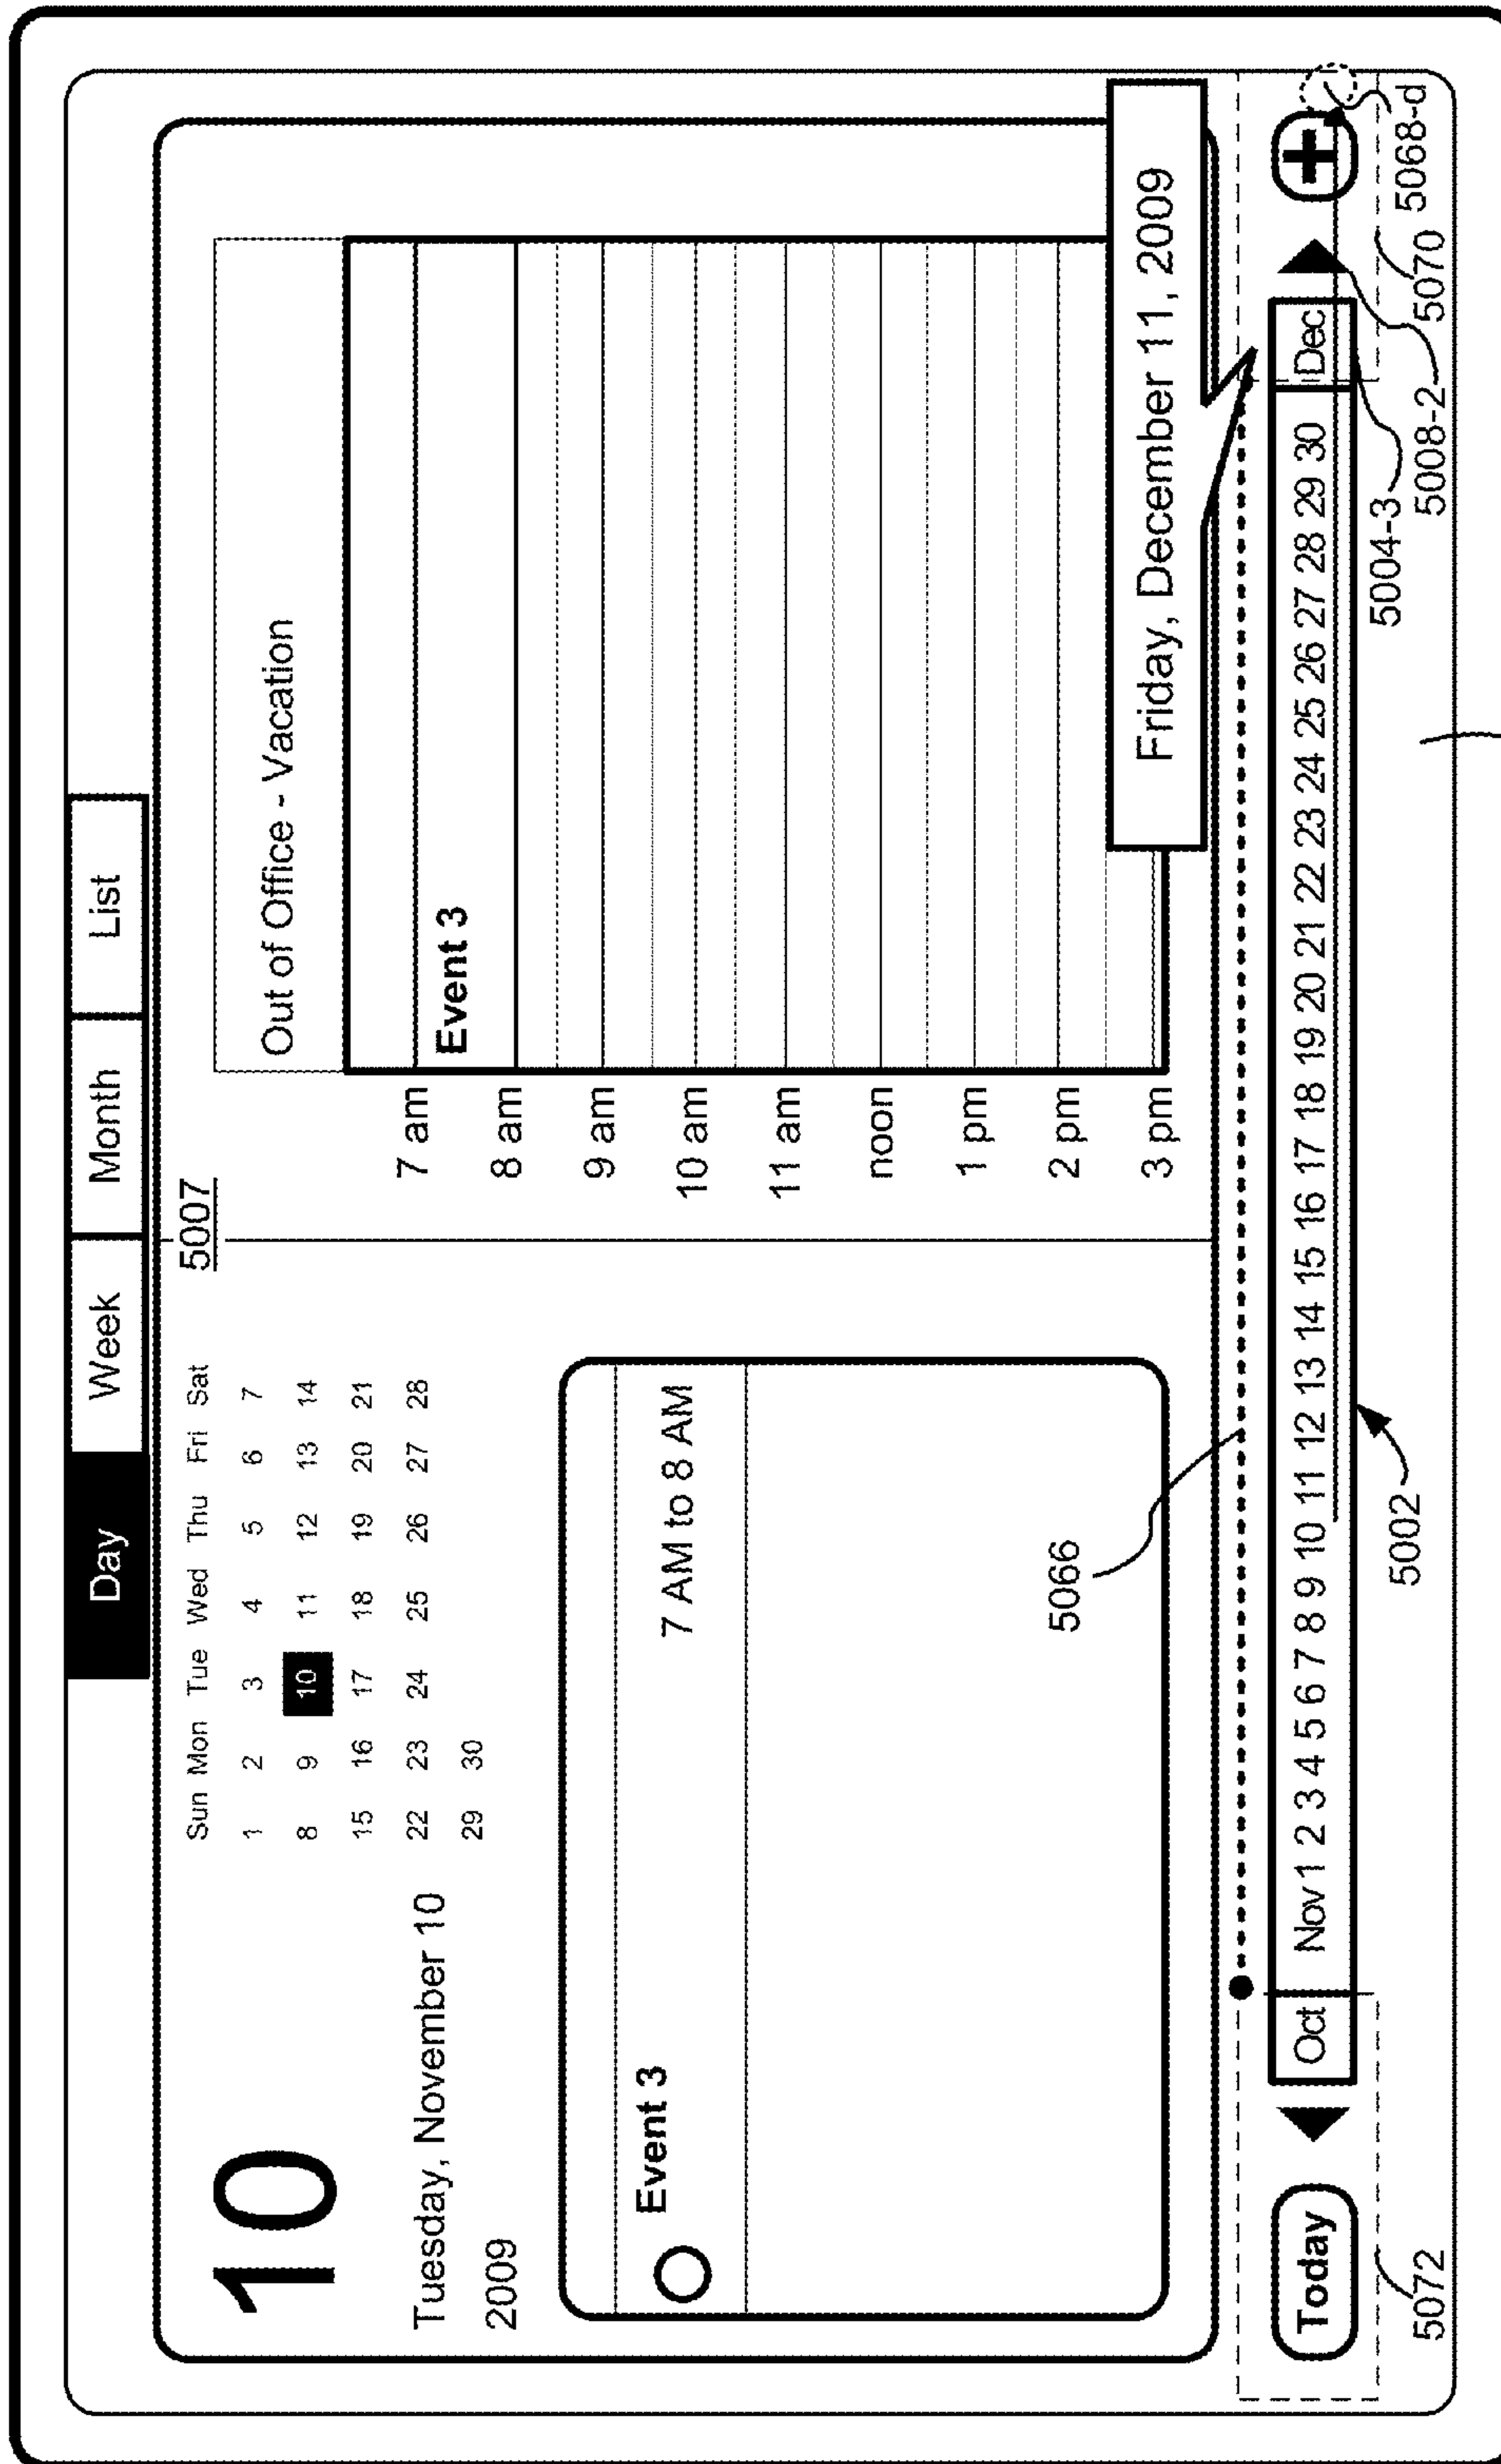 Day Week Month List
10
Tuesday, November 10
2009
Sun Mon Tue Wed Thu Fri Sat
1 2 3 4 5 6 7
8 9 10 11 12 13 14
15 16 17 18 19 20 21
22 23 24 25 26 27 28
29 30
Event 3
7 AM to 8 AM
5066
5007
Out of Office - Vacation
7 am
Event 3
8 am
9 am
10 am
11 am
noon
1 pm
2 pm
3 pm
Friday, December 11, 2009
Today Oct Nov 1 2 3 4 5 6 7 8 9 10 11 12 13 14 15 16 17 18 19 20 21 22 23 24 25 26 27 28 29 30 Dec +
5072
5002
5004-3
5008-2
5070
5068-d